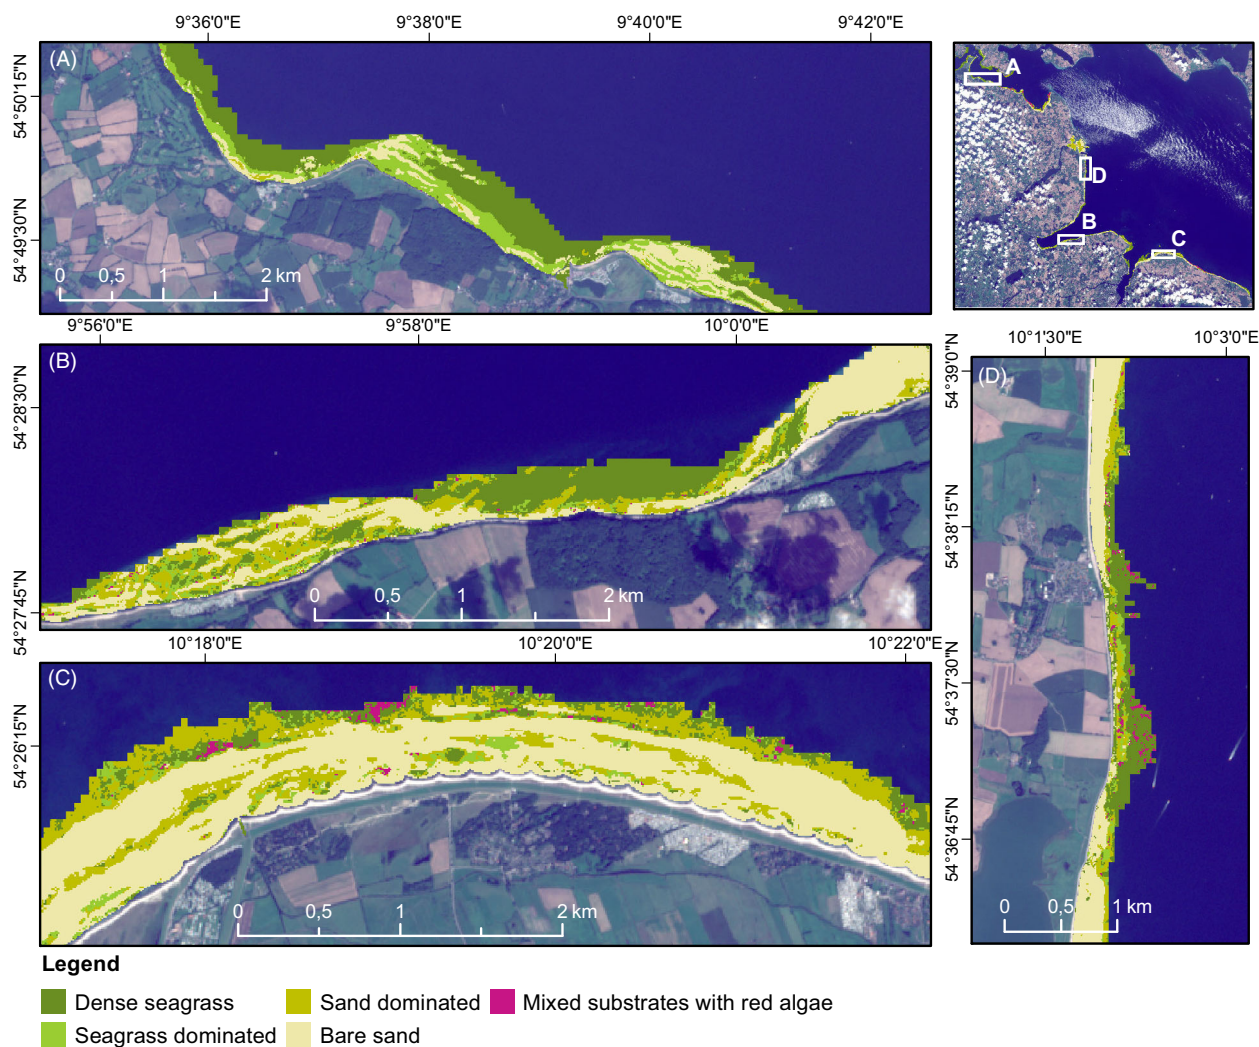 9°36'0"E 9°38'0"E 9°40'0"E 9°42'0"E
(A)
54°50'15"N
54°49'30"N
0 0,5 1 2 km
A
D
B
C
9°56'0"E 9°58'0"E 10°0'0"E
(B)
54°28'30"N
54°27'45"N
0 0,5 1 2 km
10°18'0"E 10°20'0"E 10°22'0"E
(C)
54°26'15"N
0 0,5 1 2 km
10°1'30"E 10°3'0"E
(D)
54°39'0"N
54°38'15"N
54°37'30"N
54°36'45"N
0 0,5 1 km
Legend
Dense seagrass Sand dominated Mixed substrates with red algae
Seagrass dominated Bare sand